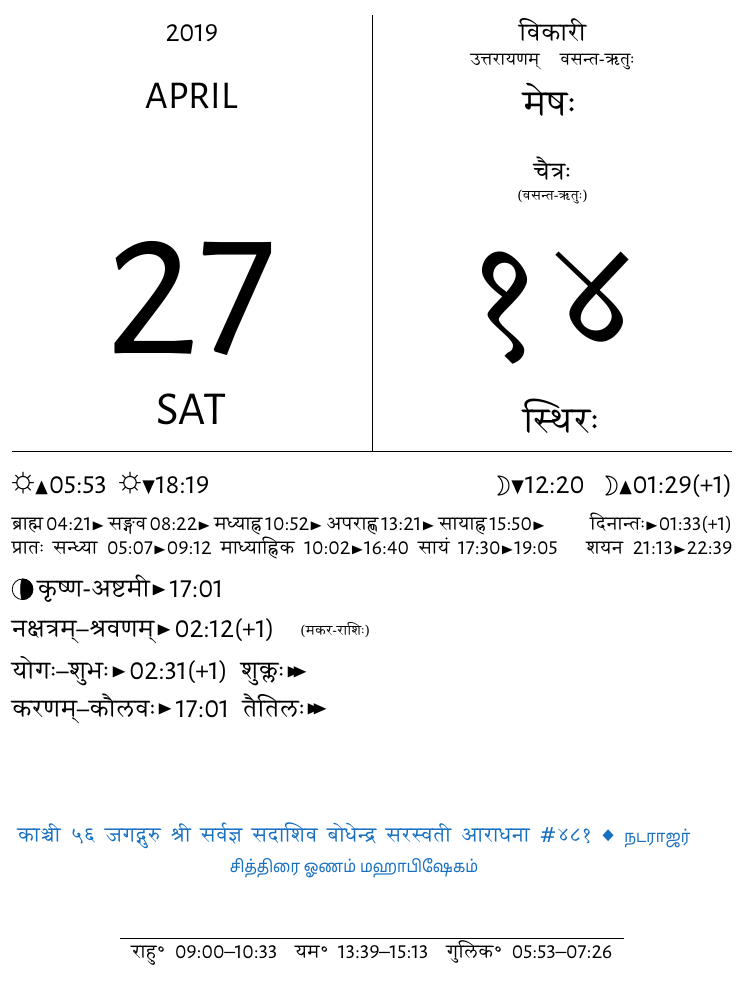 2019
APRIL
27
SAT
विकारी
उत्तरायणम् वसन्त-ऋतुः
मेषः
चैत्रः
(वसन्त-ऋतुः)
१४
स्थिरः
☼▲05:53 ☼▼18:19 ☽▼12:20 ☽▲01:29(+1)
ब्राह्म 04:21► सङ्गव 08:22► मध्याह्न 10:52► अपराह्ण 13:21► सायाह्न 15:50► दिनान्तः►01:33(+1)
प्रातः सन्ध्या 05:07►09:12 माध्याह्निक 10:02►16:40 सायं 17:30►19:05 शयन 21:13►22:39
कृष्ण-अष्टमी►17:01
नक्षत्रम्–श्रवणम्►02:12(+1) (मकर-राशिः)
योगः–शुभः►02:31(+1) शुक्लः►►
करणम्–कौलवः►17:01 तैतिलः►►
काञ्ची ५६ जगद्गुरु श्री सर्वज्ञ सदाशिव बोधेन्द्र सरस्वती आराधना #४८१ ◆ நடராஜர்
சித்திரை ஓணம் மஹாபிஷேகம்
राहु॰ 09:00–10:33 यम॰ 13:39–15:13 गुलिक॰ 05:53–07:26